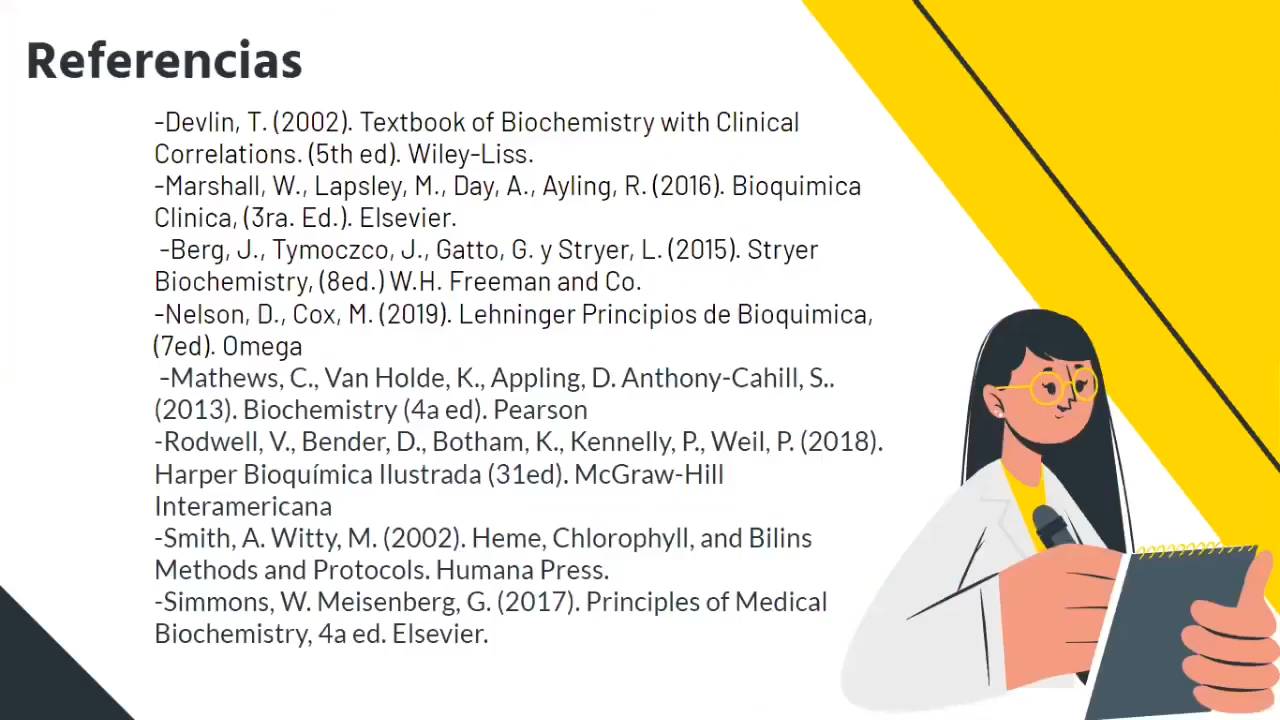 Referencias
-Devlin, T. (2002). Textbook of Biochemistry with Clinical
Correlations. (5th ed). Wiley-Liss.
-Marshall, W., Lapsley, M., Day, A., Ayling, R. (2016). Bioquimica
Clinica, (3ra. Ed.). Elsevier.
-Berg, J., Tymoczco, J., Gatto, G. y Stryer, L. (2015). Stryer
Biochemistry, (8ed.) W.H. Freeman and Co.
-Nelson, D., Cox, M. (2019). Lehninger Principios de Bioquimica,
(7ed). Omega
-Mathews, C., Van Holde, K., Appling, D. Anthony-Cahill, S..
(2013). Biochemistry (4a ed). Pearson
-Rodwell, V., Bender, D., Botham, K., Kennelly, P., Weil, P. (2018).
Harper Bioquímica Ilustrada (31ed). McGraw-Hill
Interamericana
-Smith, A. Witty, M. (2002). Heme, Chlorophyll, and Bilins
Methods and Protocols. Humana Press.
-Simmons, W. Meisenberg, G. (2017). Principles of Medical
Biochemistry, 4a ed. Elsevier.